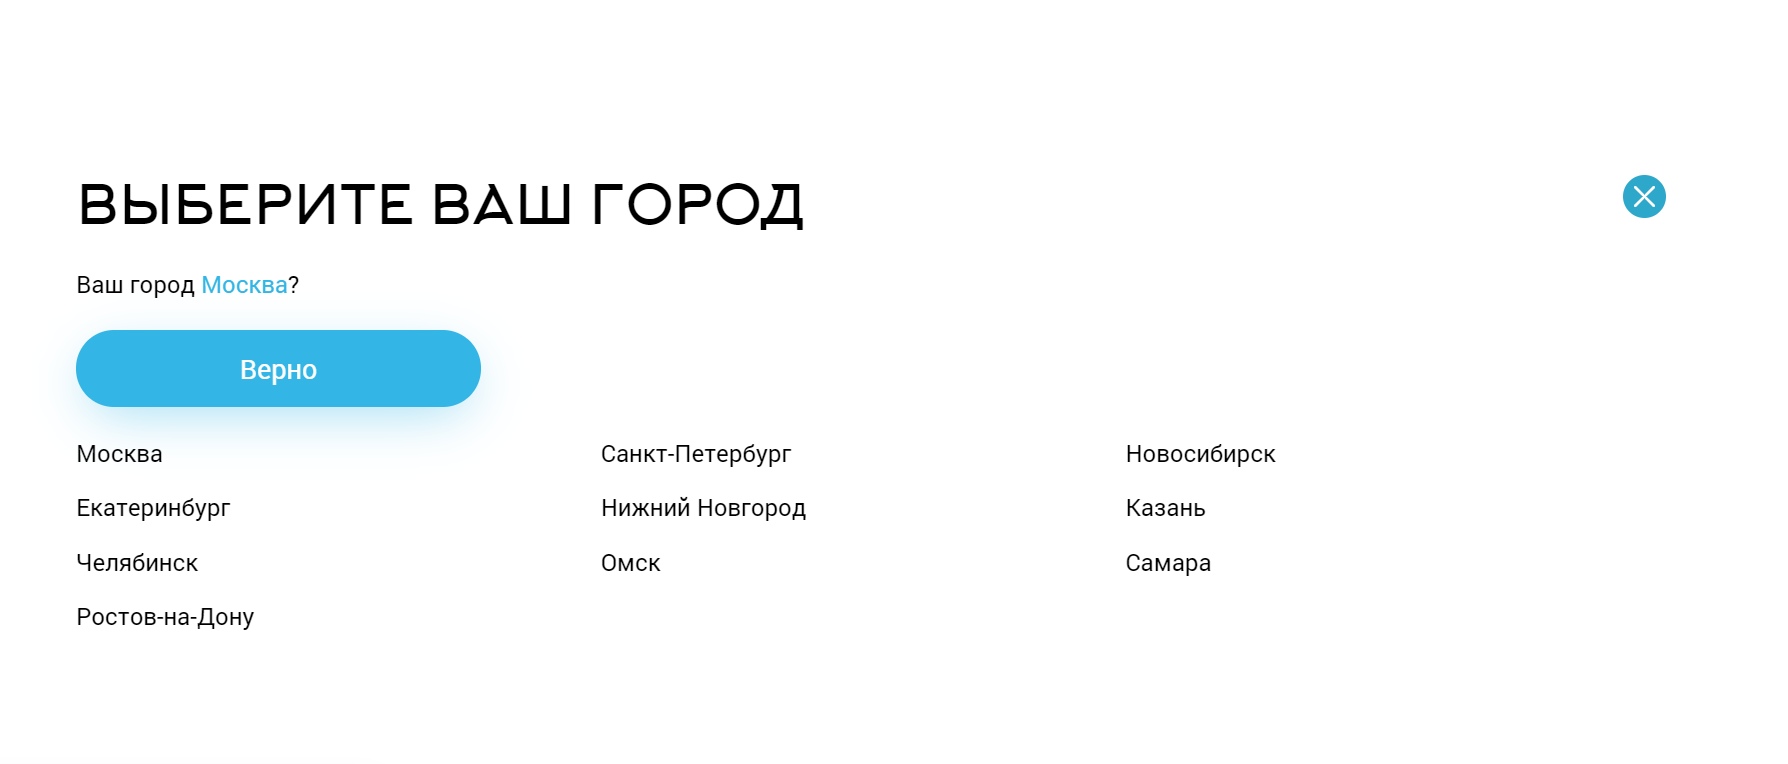 ВЫБЕРИТЕ ВАШ ГОРОД
Ваш город Москва?
Верно
Москва
Санкт-Петербург
Новосибирск
Екатеринбург
Нижний Новгород
Казань
Челябинск
Омск
Самара
Ростов-на-Дону